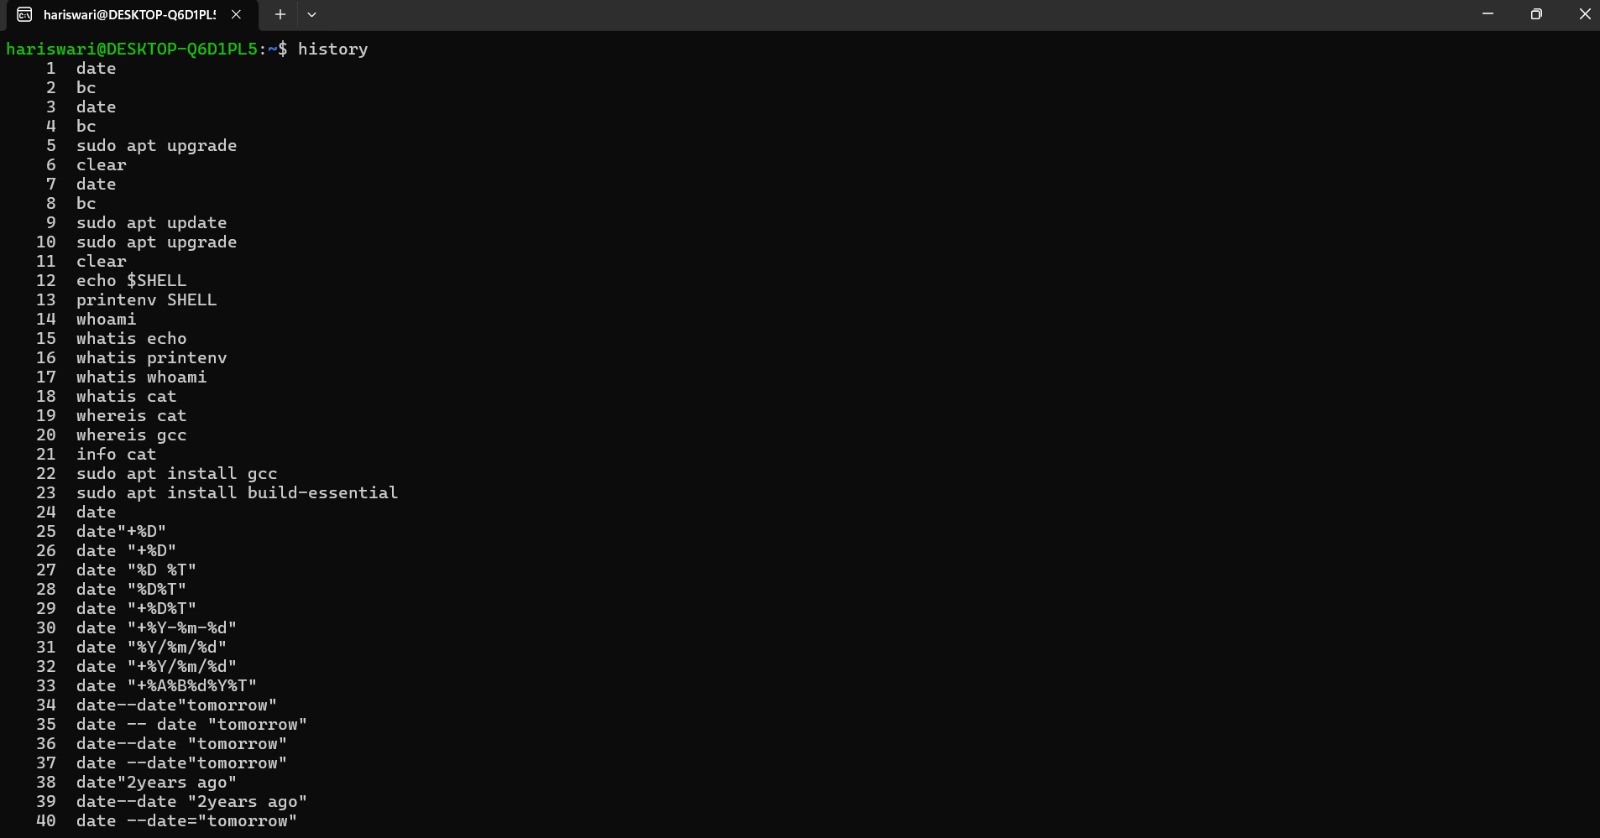 hariswari@DESKTOP-Q6D1PL5
hariswari@DESKTOP-Q6D1PL5:~$ history
1 date
2 bc
3 date
4 bc
5 sudo apt upgrade
6 clear
7 date
8 bc
9 sudo apt update
10 sudo apt upgrade
11 clear
12 echo $SHELL
13 printenv SHELL
14 whoami
15 whatis echo
16 whatis printenv
17 whatis whoami
18 whatis cat
19 whereis cat
20 whereis gcc
21 info cat
22 sudo apt install gcc
23 sudo apt install build-essential
24 date
25 date"+%D"
26 date "+%D"
27 date "%D %T"
28 date "%D%T"
29 date "+%D%T"
30 date "+%Y-%m-%d"
31 date "%Y/%m/%d"
32 date "+%Y/%m/%d"
33 date "+%A%B%d%Y%T"
34 date--date"tomorrow"
35 date -- date "tomorrow"
36 date--date "tomorrow"
37 date --date"tomorrow"
38 date"2years ago"
39 date--date "2years ago"
40 date --date="tomorrow"